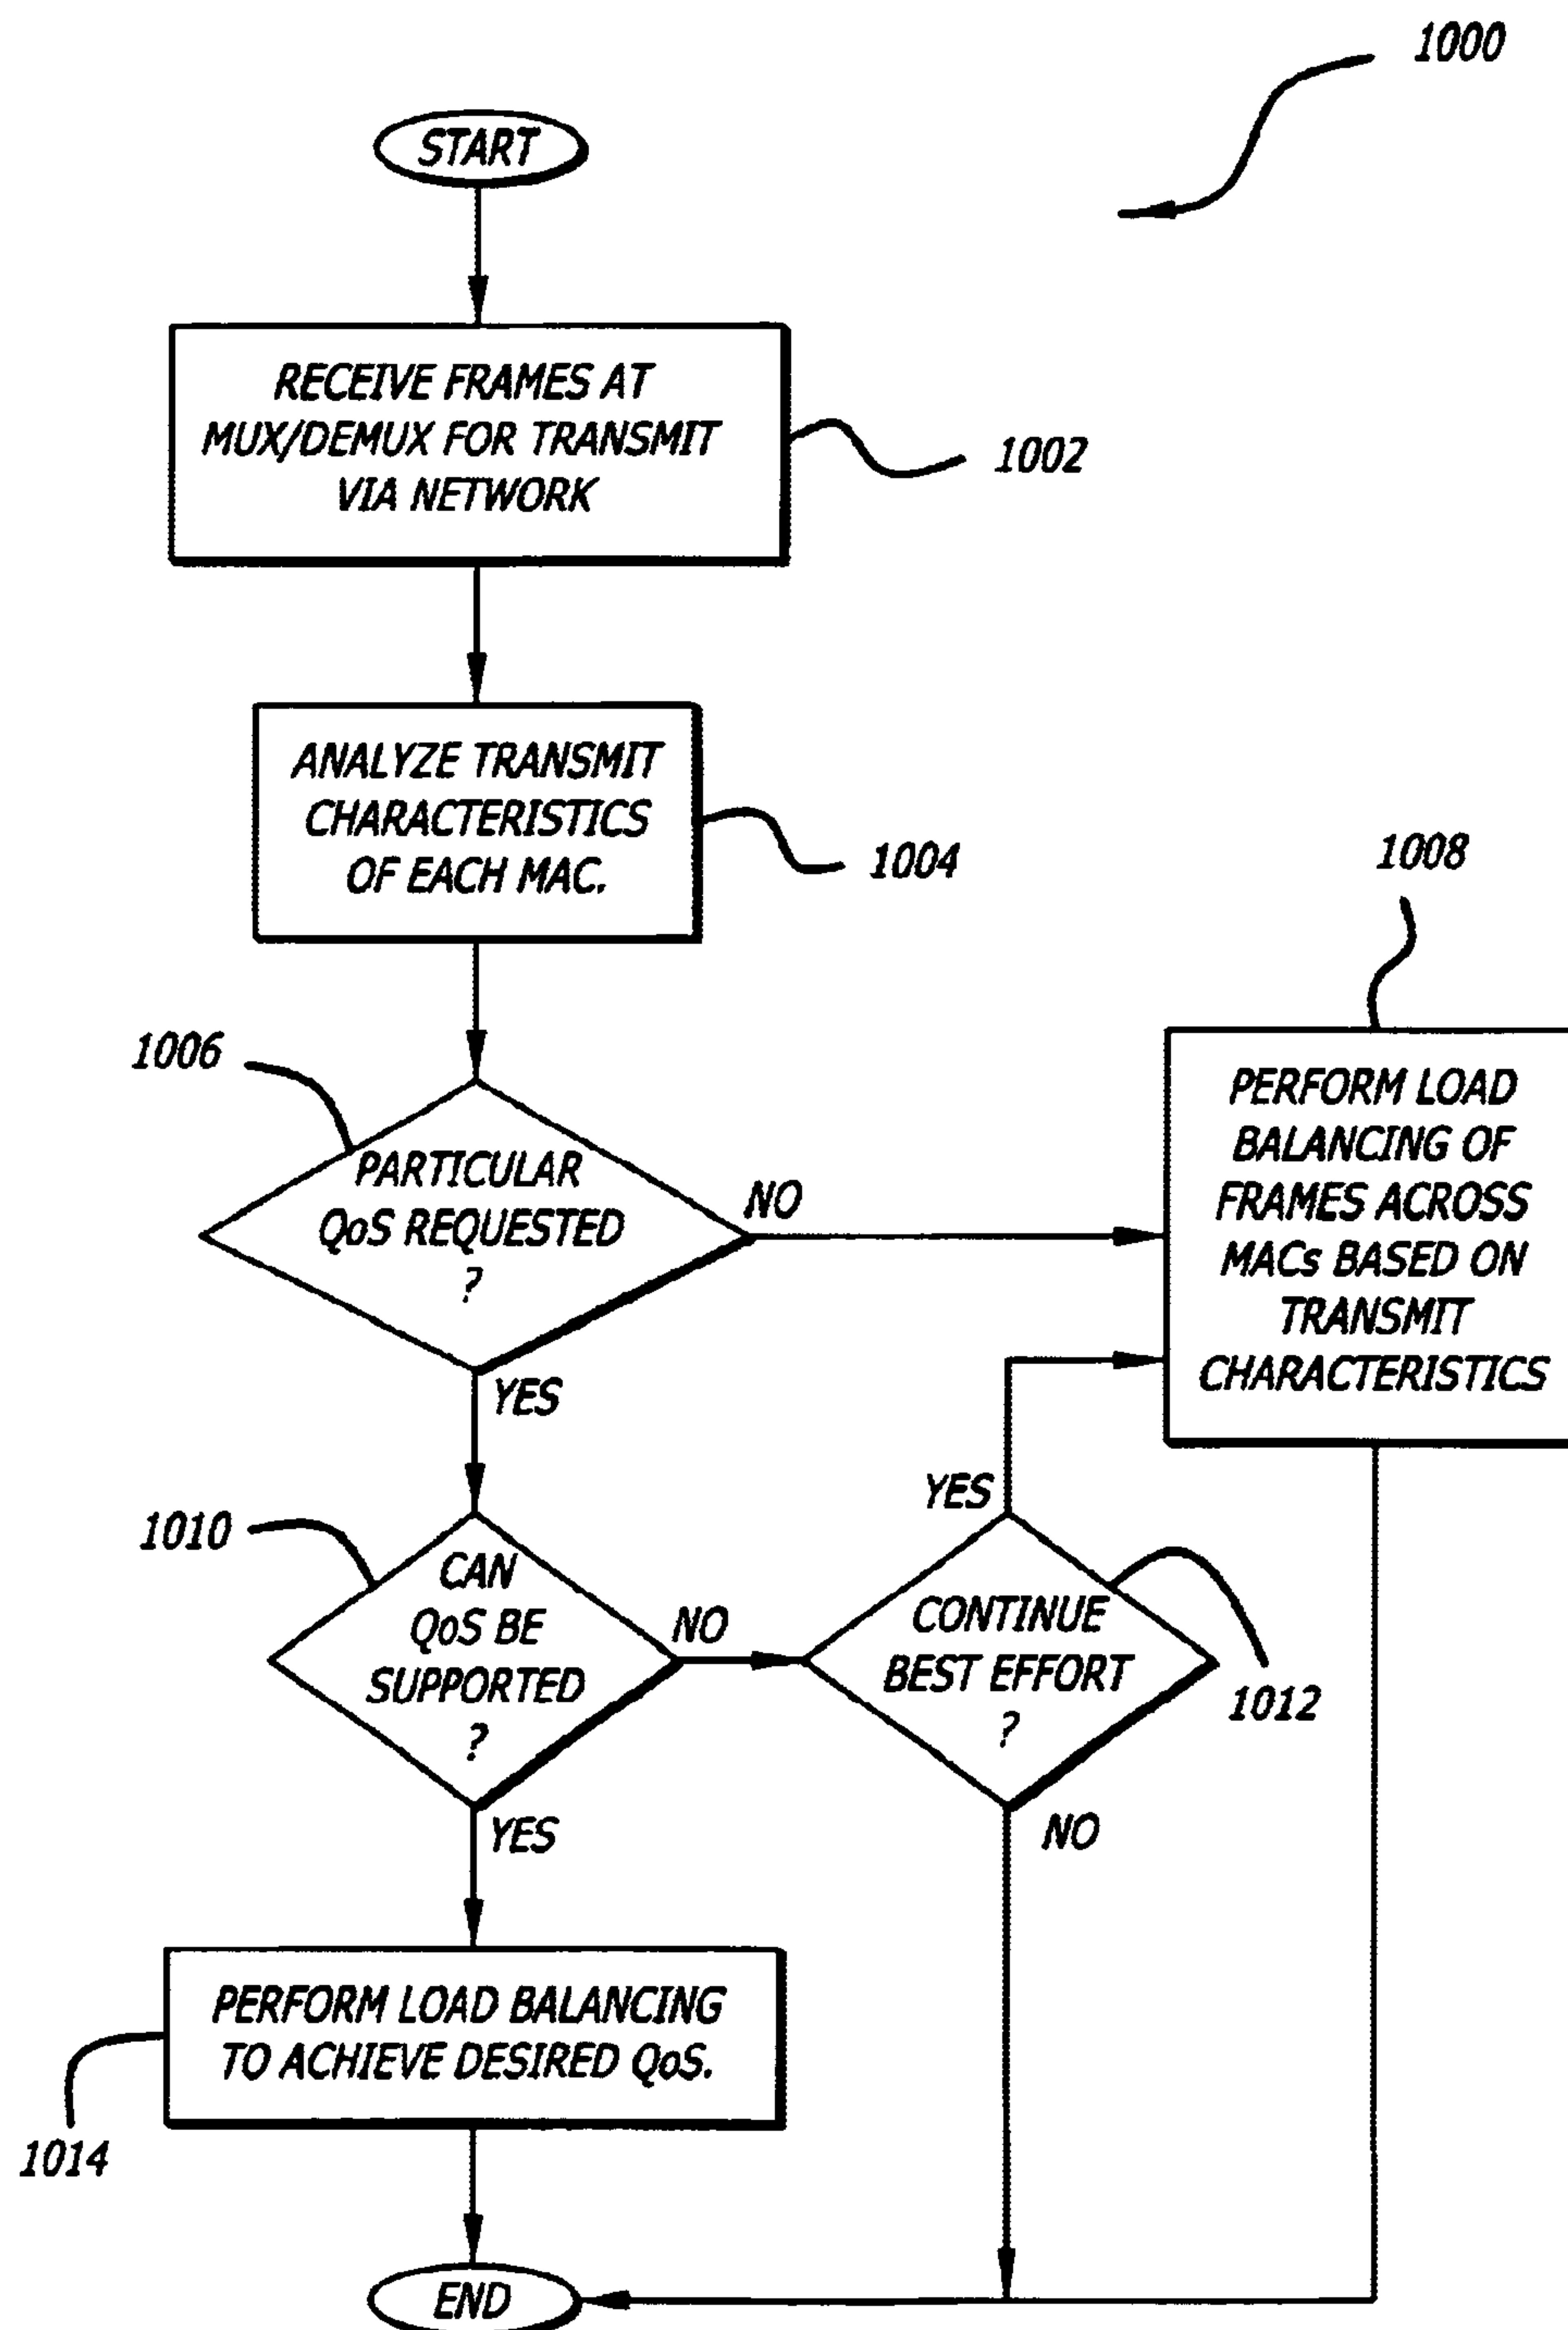 1000
START
RECEIVE FRAMES AT
MUX/DEMUX FOR TRANSMIT
VIA NETWORK
1002
ANALYZE TRANSMIT
CHARACTERISTICS
OF EACH MAC.
1004
1008
1006
PARTICULAR
QoS REQUESTED
?
NO
YES
PERFORM LOAD
BALANCING OF
FRAMES ACROSS
MACs BASED ON
TRANSMIT
CHARACTERISTICS
1010
CAN
QoS BE
SUPPORTED
?
NO
YES
YES
CONTINUE
BEST EFFORT
?
1012
NO
PERFORM LOAD BALANCING
TO ACHIEVE DESIRED QoS.
1014
END